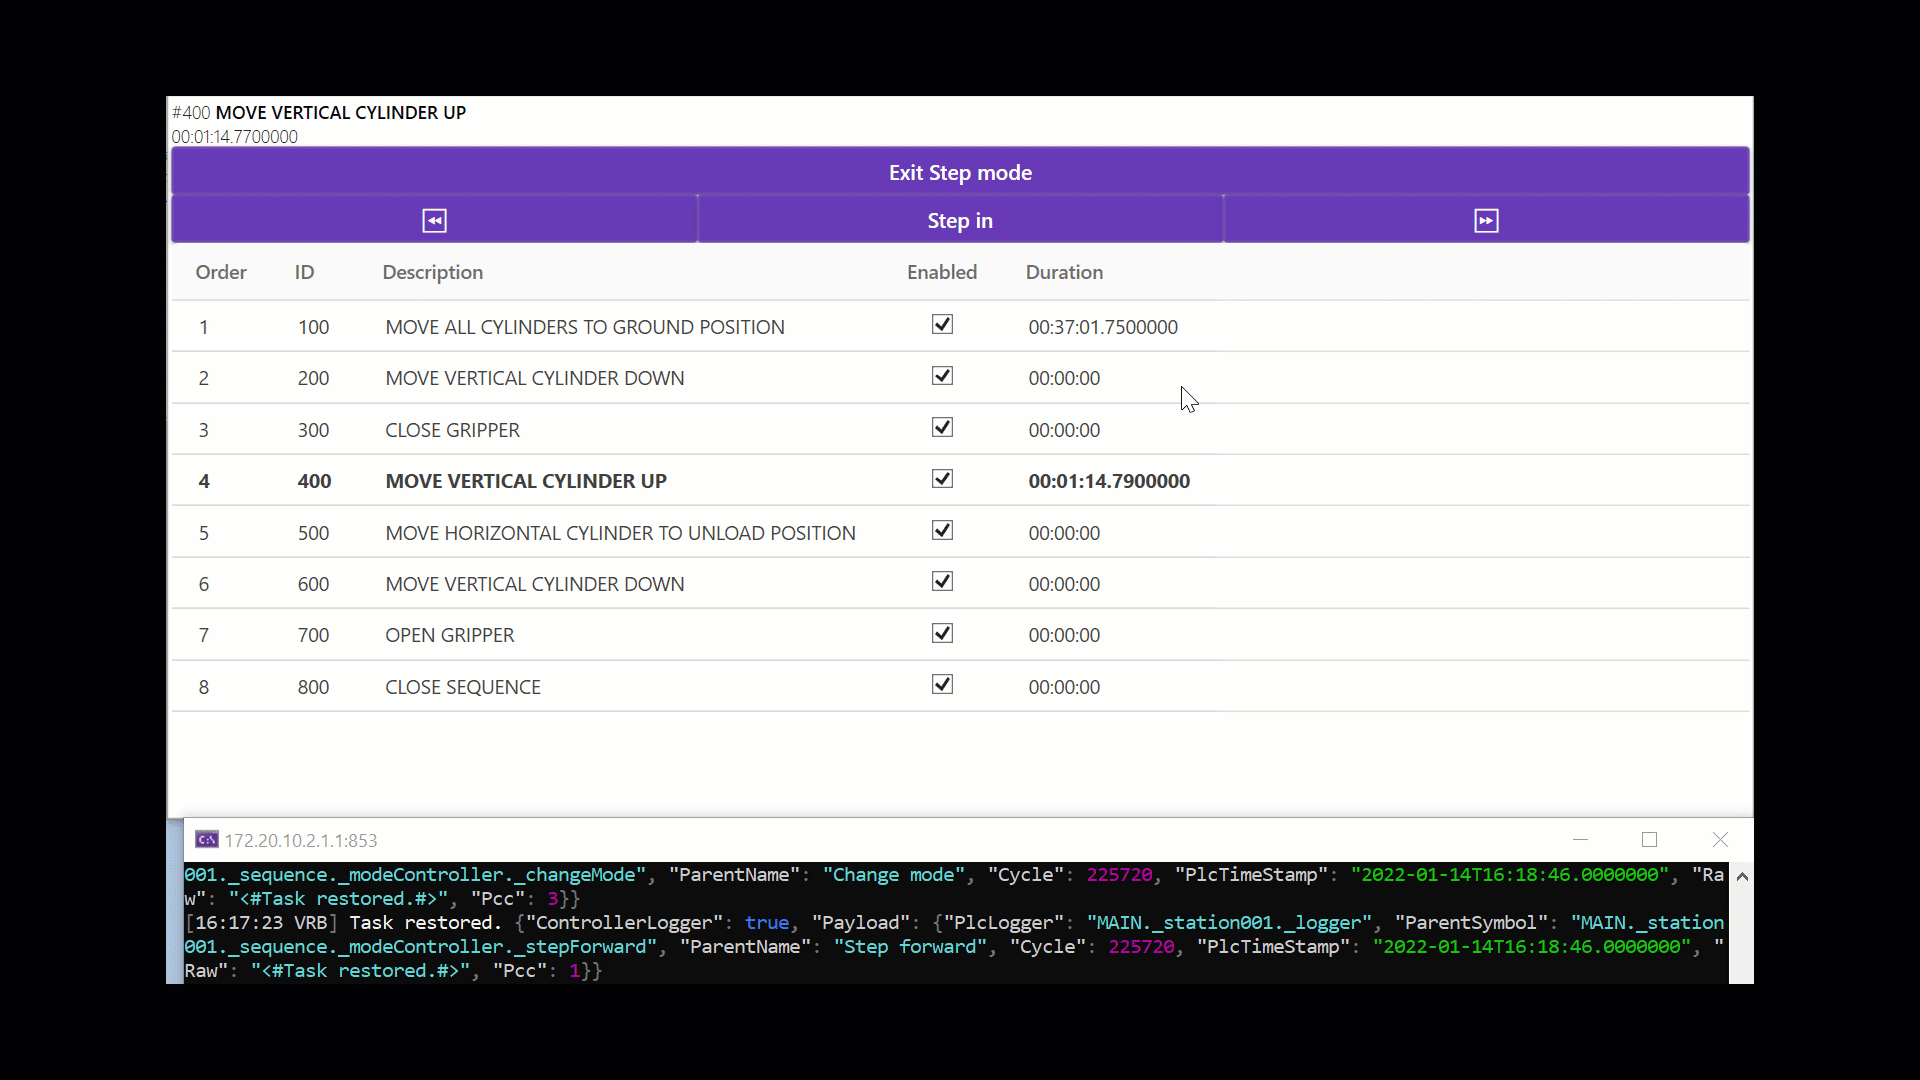 #400 MOVE VERTICAL CYLINDER UP
00:01:14.7700000
Exit Step mode
Step in
Order ID Description Enabled Duration
1 100 MOVE ALL CYLINDERS TO GROUND POSITION 00:37:01.7500000
2 200 MOVE VERTICAL CYLINDER DOWN 00:00:00
3 300 CLOSE GRIPPER 00:00:00
4 400 MOVE VERTICAL CYLINDER UP 00:01:14.7900000
5 500 MOVE HORIZONTAL CYLINDER TO UNLOAD POSITION 00:00:00
6 600 MOVE VERTICAL CYLINDER DOWN 00:00:00
7 700 OPEN GRIPPER 00:00:00
8 800 CLOSE SEQUENCE 00:00:00
C:\ 172.20.10.2.1.1:853
001._sequence._modeController._changeMode", "ParentName": "Change mode", "Cycle": 225720, "PlcTimeStamp": "2022-01-14T16:18:46.0000000", "Ra
w": "<#Task restored.#>", "Pcc": 3}}
[16:17:23 VRB] Task restored. {"ControllerLogger": true, "Payload": {"PlcLogger": "MAIN._station001._logger", "ParentSymbol": "MAIN._station
001._sequence._modeController._stepForward", "ParentName": "Step forward", "Cycle": 225720, "PlcTimeStamp": "2022-01-14T16:18:46.0000000", "
Raw": "<#Task restored.#>", "Pcc": 1}}